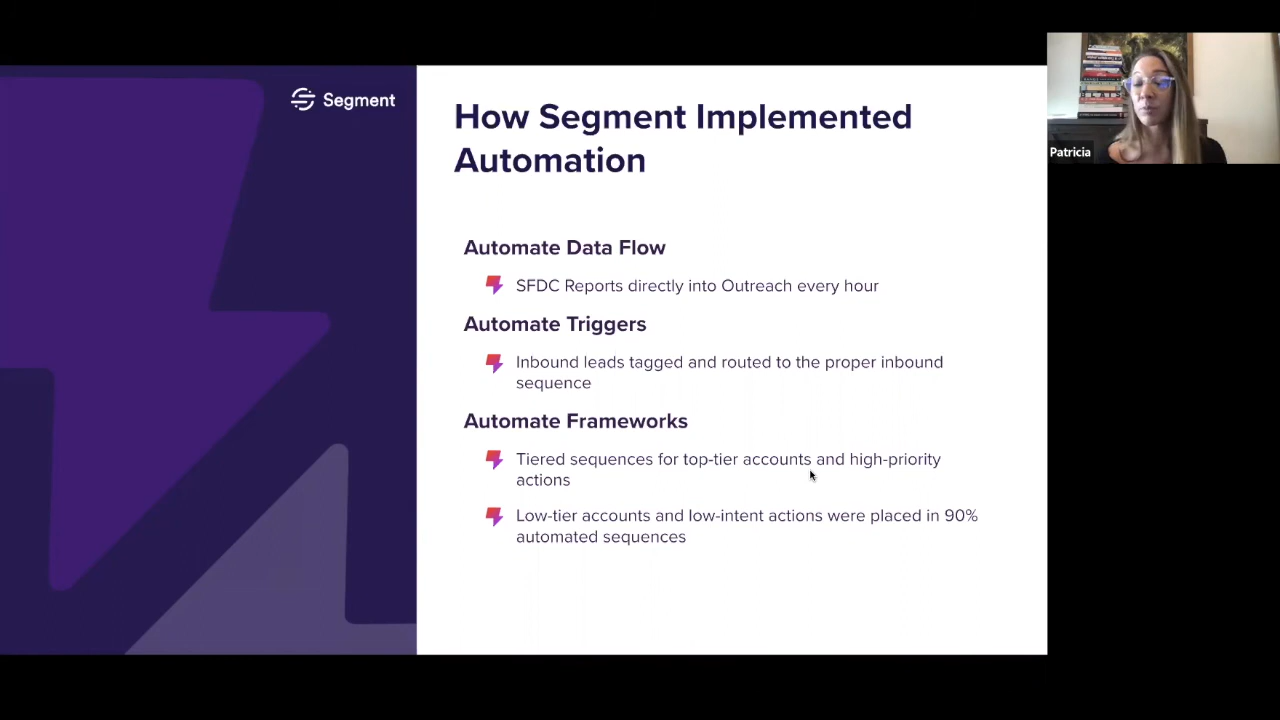 Segment
How Segment Implemented
Automation
Automate Data Flow
SFDC Reports directly into Outreach every hour
Automate Triggers
Inbound leads tagged and routed to the proper inbound
sequence
Automate Frameworks
Tiered sequences for top-tier accounts and high-priority
actions
Low-tier accounts and low-intent actions were placed in 90%
automated sequences
Patricia